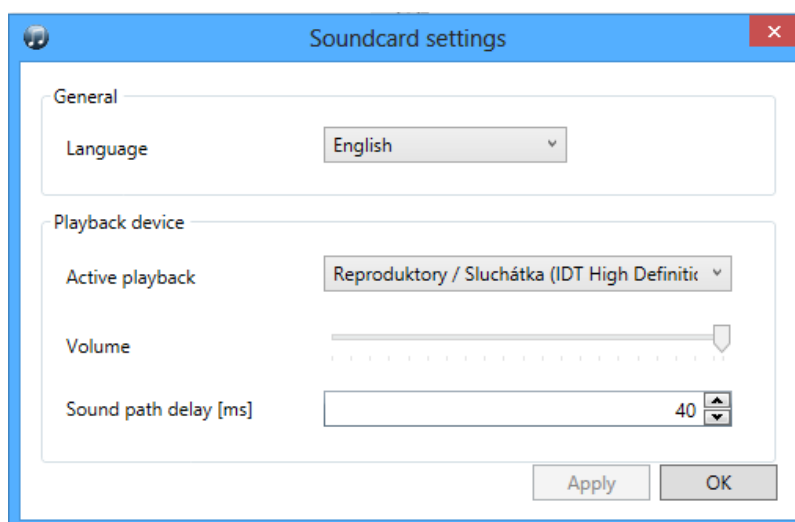 Soundcard settings
General
Language
English
Playback device
Active playback
Reproduktory / Sluchátka (IDT High Definitic
Volume
Sound path delay [ms]
40
Apply
OK